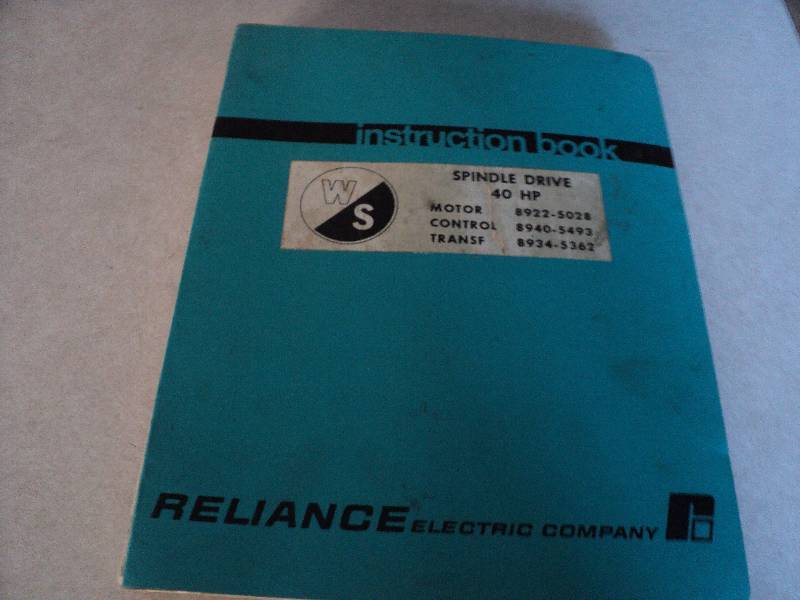 instruction book
W
S
SPINDLE DRIVE
40 HP
MOTOR 8922-5028
CONTROL 8940-5493
TRANSF 8934-5362
RELIANCE ELECTRIC COMPANY